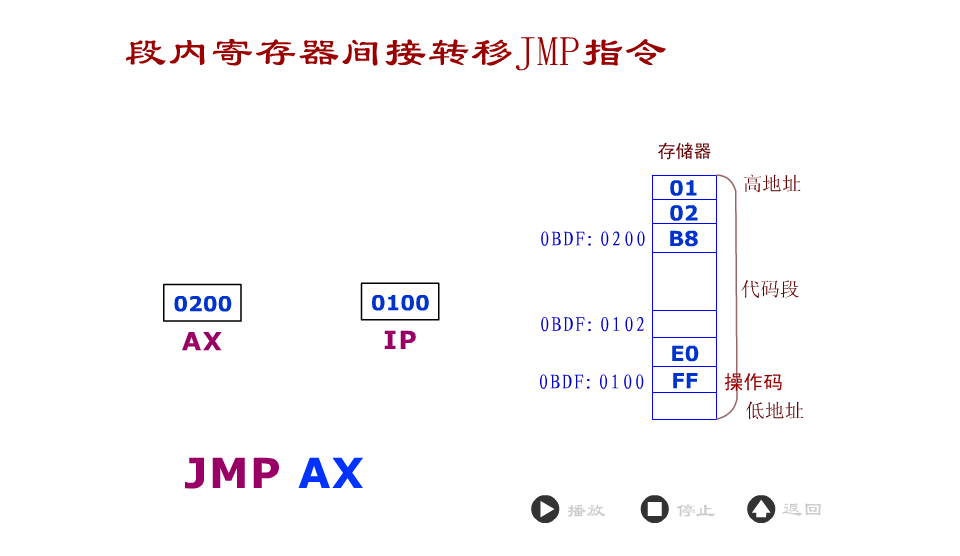 段内寄存器间接转移JMP指令
存储器
01
高地址
02
0BDF: 0200
B8
代码段
0200
0100
AX
IP
0BDF: 0102
E0
0BDF: 0100
FF
操作码
低地址
JMP AX
播放
停止
返回